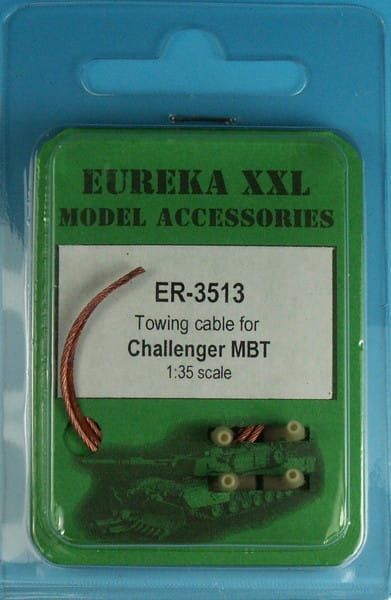 EUREKA XXL
MODEL ACCESSORIES
ER-3513
Towing cable for
Challenger MBT
1:35 scale